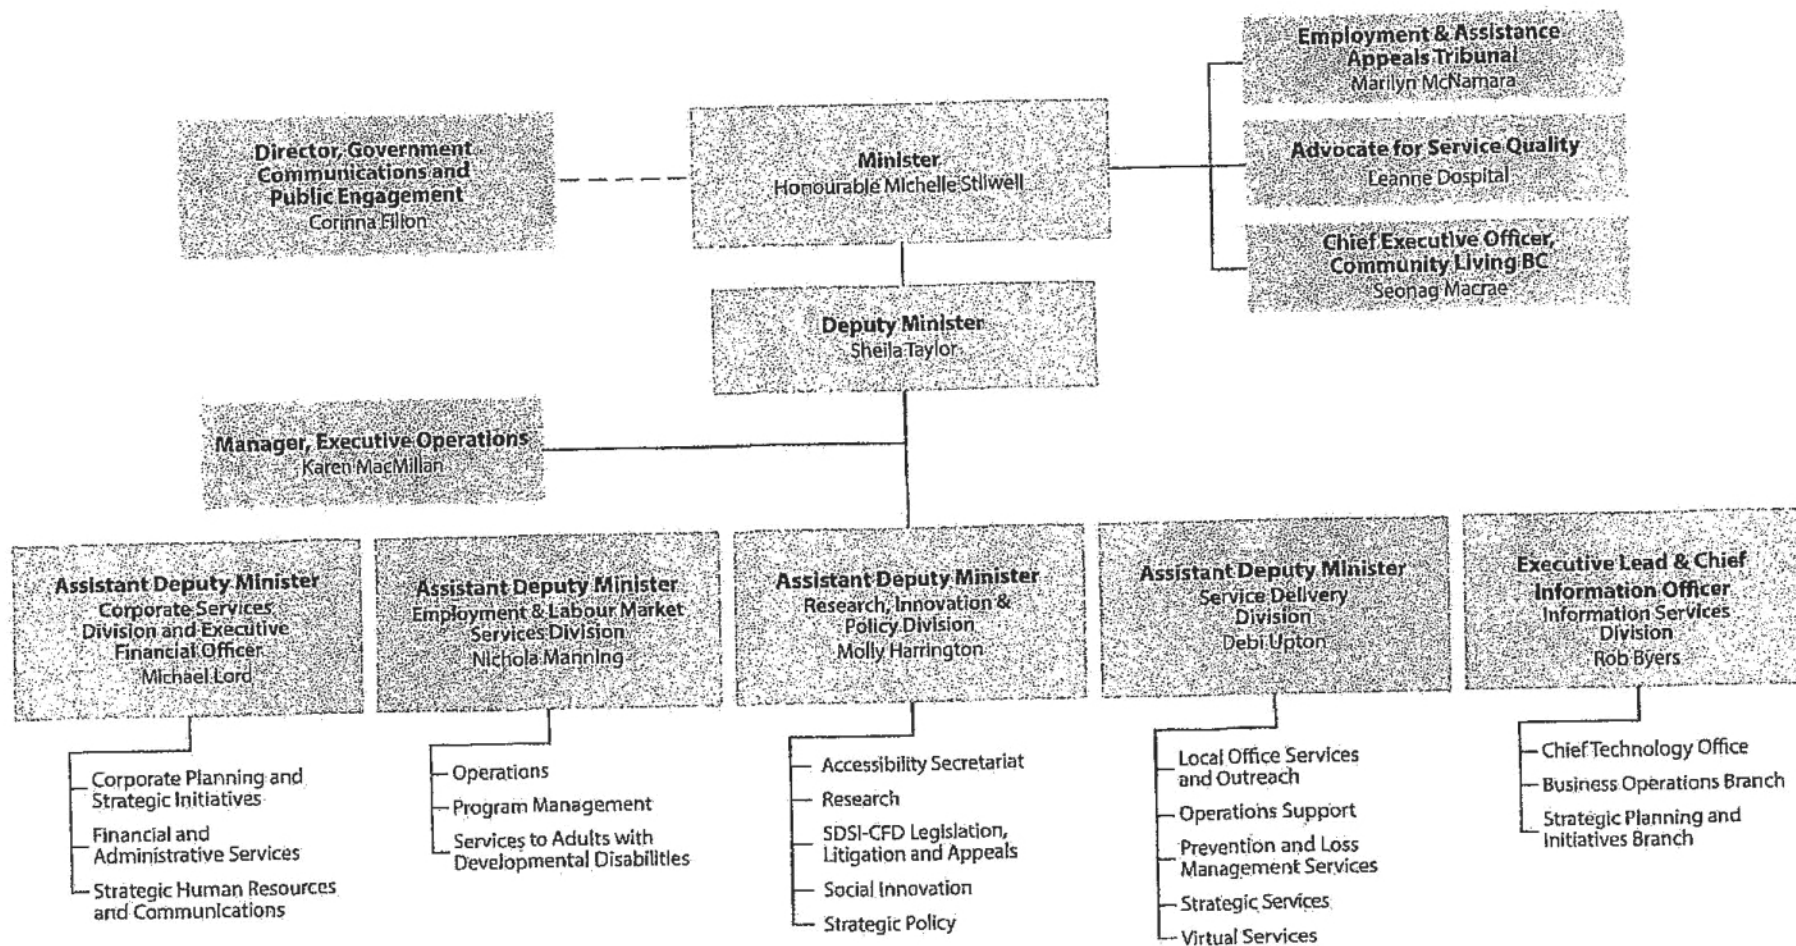 Employment & Assistance
Appeals Tribunal
Marilyn McNamara
Director, Government
Communications and
Public Engagement
Corinna Filion
Minister
Honourable Michelle Stilwell
Advocate for Service Quality
Leanne Dospital
Chief Executive Officer,
Community Living BC
Seonag Macrae
Deputy Minister
Sheila Taylor
Manager, Executive Operations
Karen MacMillan
Assistant Deputy Minister
Corporate Services
Division and Executive
Financial Officer
Michael Lord
Assistant Deputy Minister
Employment & Labour Market
Services Division
Nichola Manning
Assistant Deputy Minister
Research, Innovation &
Policy Division
Molly Harrington
Assistant Deputy Minister
Service Delivery
Division
Debi Upton
Executive Lead & Chief
Information Officer
Information Services
Division
Rob Byers
Corporate Planning and
Strategic Initiatives
Financial and
Administrative Services
Strategic Human Resources
and Communications
Operations
Program Management
Services to Adults with
Developmental Disabilities
Accessibility Secretariat
Research
SDSI-CFD Legislation,
Litigation and Appeals
Social Innovation
Strategic Policy
Local Office Services
and Outreach
Operations Support
Prevention and Loss
Management Services
Strategic Services
Virtual Services
Chief Technology Office
Business Operations Branch
Strategic Planning and
Initiatives Branch